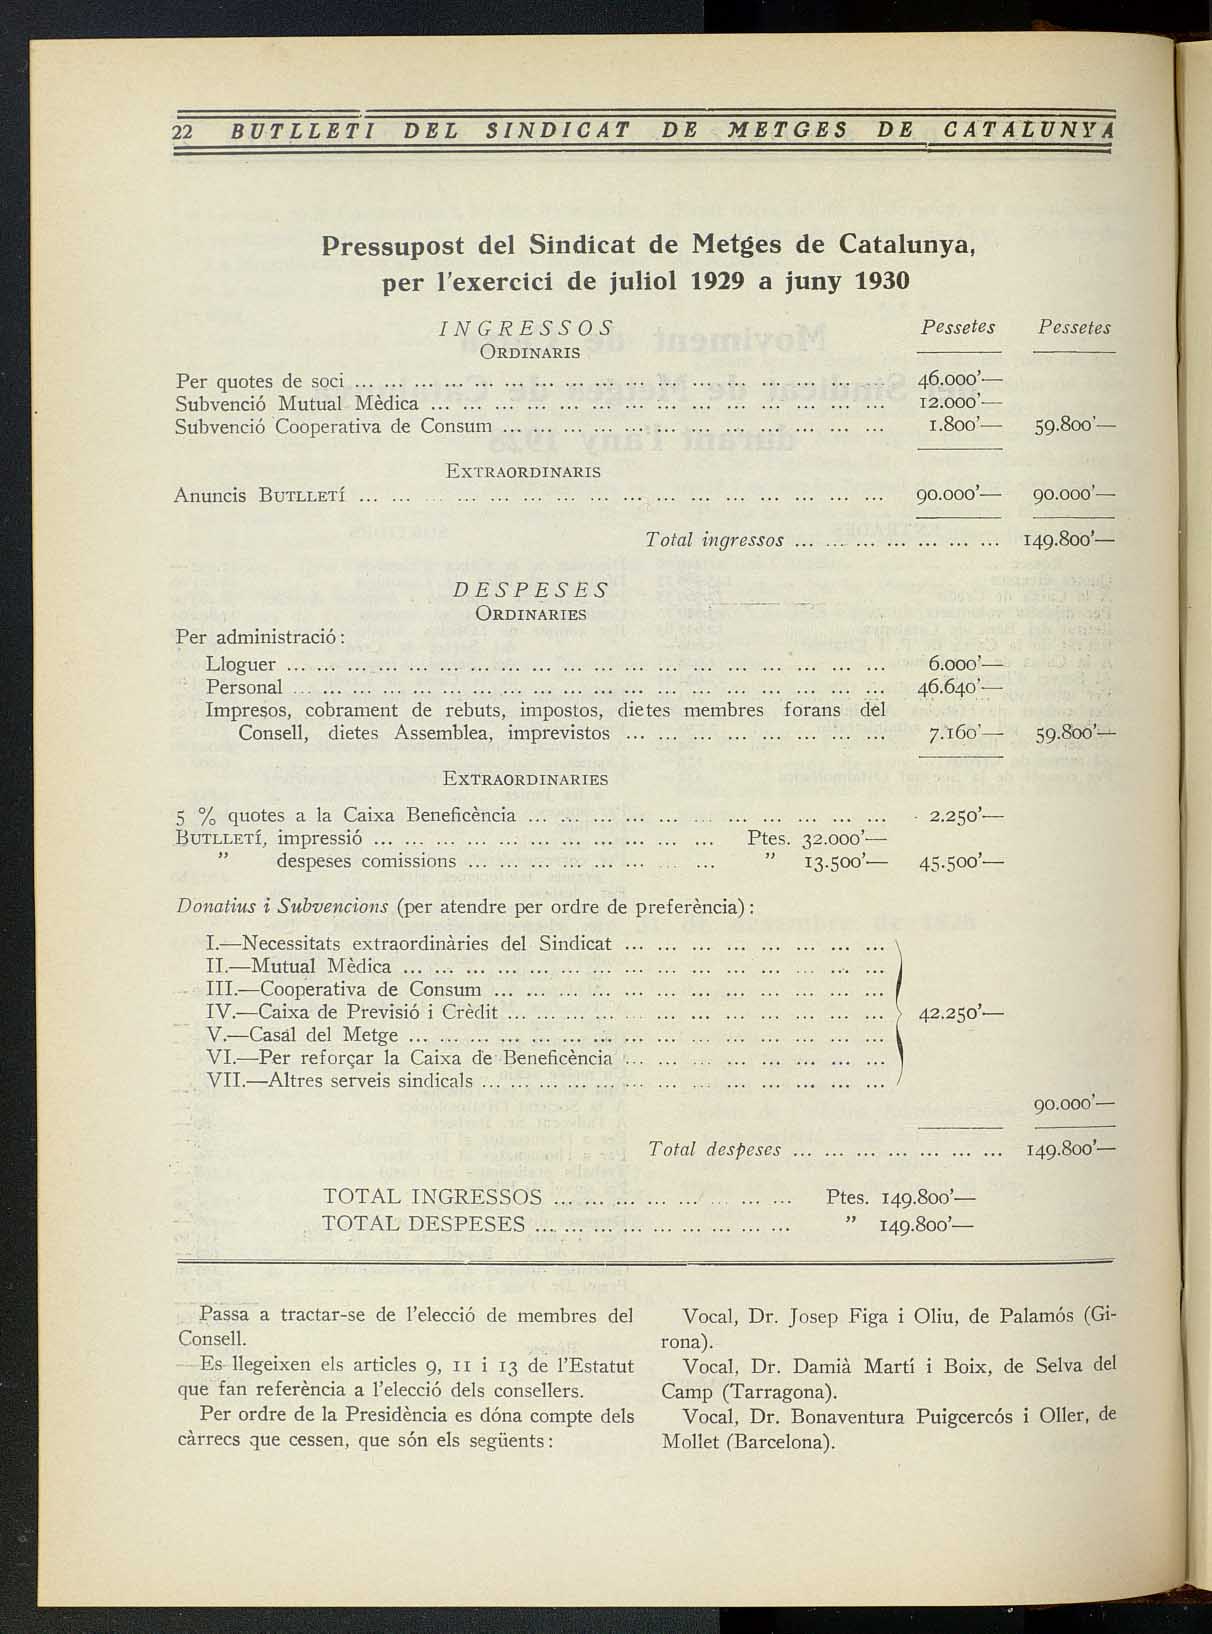 22 BUTLLETÍ DEL SINDICAT DE METGES DE CATALUNYA
Pressupost del Sindicat de Metges de Catalunya,
per l'exercici de juliol 1929 a juny 1930
INGRESSOS Pessetes Pessetes
ORDINARIS
Per quotes de soci ... 46.000'—
Subvenció Mutual Mèdica ... 12.000'—
Subvenció Cooperativa de Consum ... 1.800'— 59.800'—
EXTRAORDINARIS
Anuncis BUTLLETÍ ... 90.000'— 90.000'—
Total ingressos ... 149.800'—
DESPESES
ORDINARIES
Per administració:
Lloguer ... 6.000'—
Personal ... 46.640'—
Impresos, cobrament de rebuts, impostos, dietes membres forans del
Consell, dietes Assemblea, imprevistos ... 7.160'— 59.800'—
EXTRAORDINARIES
5 % quotes a la Caixa Beneficència ... 2.250'—
BUTLLETÍ, impressió ... Ptes. 32.000'—
" despeses comissions ... " 13.500'— 45.500'—
Donatius i Subvencions (per atendre per ordre de preferència):
I.—Necessitats extraordinàries del Sindicat ...
II.—Mutual Mèdica ...
III.—Cooperativa de Consum ...
IV.—Caixa de Previsió i Crèdit ... 42.250'—
V.—Casal del Metge ...
VI.—Per reforçar la Caixa de Beneficència ...
VII.—Altres serveis sindicals ...
90.000'—
Total despeses ... 149.800'—
TOTAL INGRESSOS ... Ptes. 149.800'—
TOTAL DESPESES ... " 149.800'—
Passa a tractar-se de l'elecció de membres del
Consell.
Es llegeixen els articles 9, 11 i 13 de l'Estatut
que fan referència a l'elecció dels consellers.
Per ordre de la Presidència es dóna compte dels
càrrecs que cessen, que són els següents:
Vocal, Dr. Josep Figa i Oliu, de Palamós (Gi-
rona).
Vocal, Dr. Damià Martí i Boix, de Selva del
Camp (Tarragona).
Vocal, Dr. Bonaventura Puigcercós i Oller, de
Mollet (Barcelona).